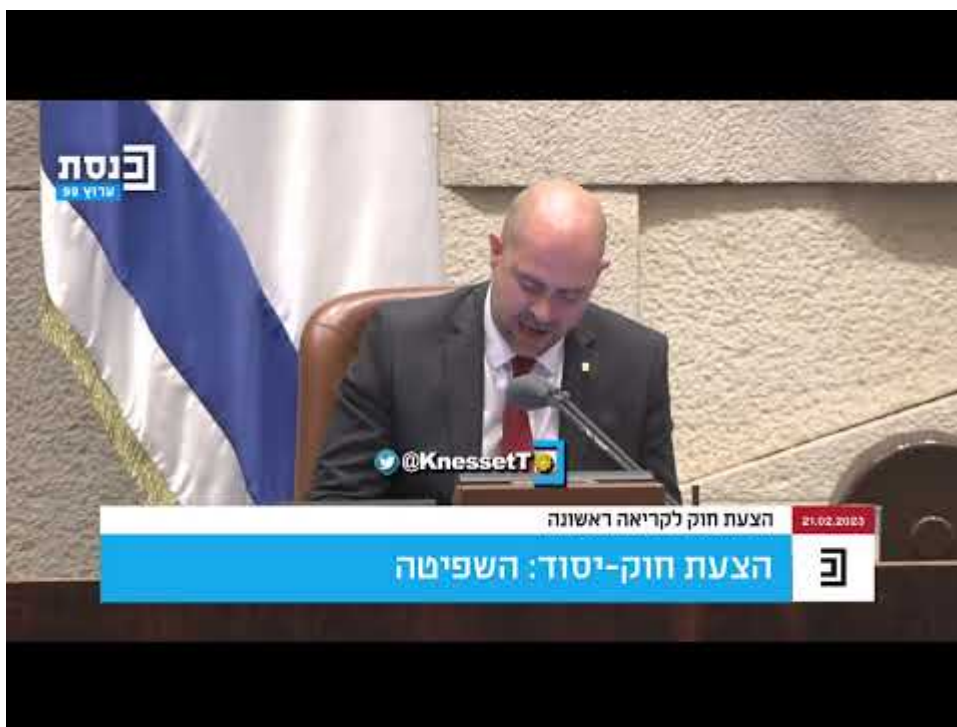 כנסת
ערוץ 99
@KnessetT
21.02.2023
הצעת חוק לקריאה ראשונה
הצעת חוק-יסוד: השפיטה